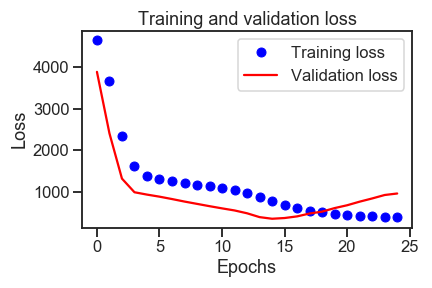 Training and validation loss
Training loss
Validation loss
Loss
4000
3000
2000
1000
0
5
10
15
20
25
Epochs